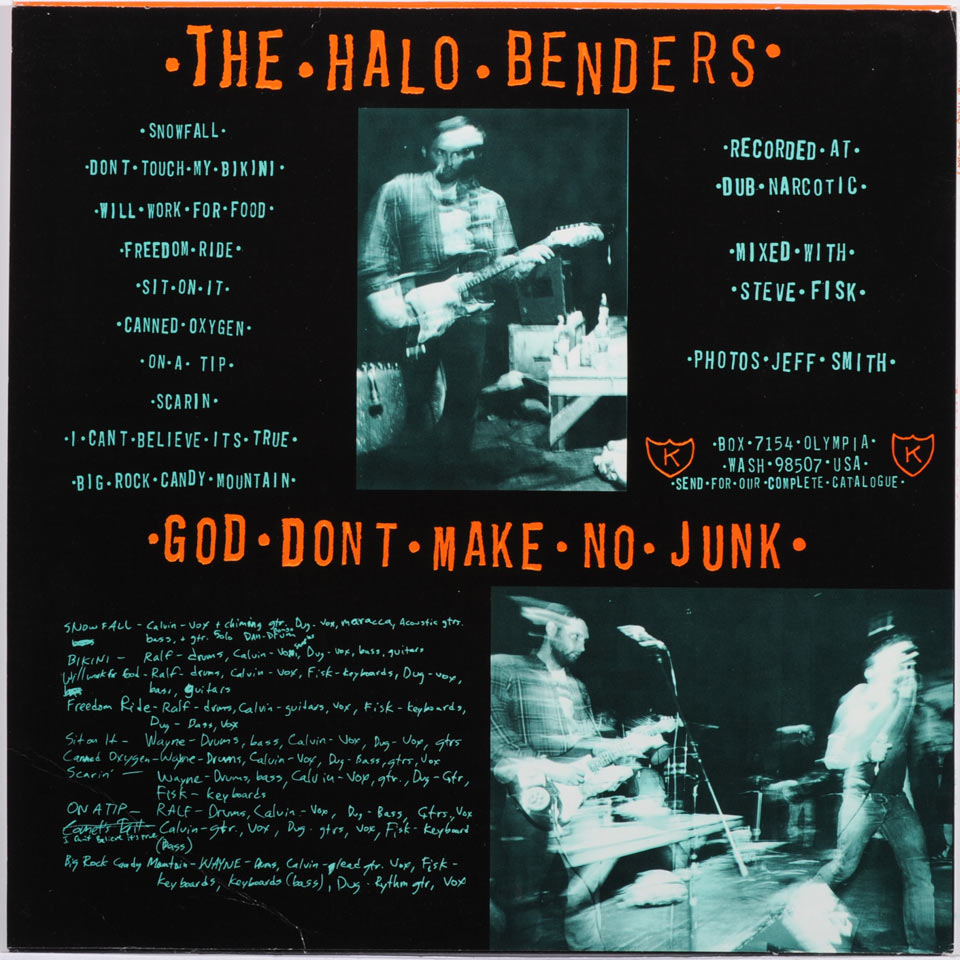 •THE•HALO•BENDERS•
•SNOWFALL•
•DONT•TOUCH•MY•BIKINI•
•WILL•WORK•FOR•FOOD•
•FREEDOM•RIDE•
•SIT•ON•IT•
•CANNED•OXYGEN•
•ON•A•TIP•
•SCARIN•
•I•CANT•BELIEVE•ITS•TRUE•
•BIG•ROCK•CANDY•MOUNTAIN•
•RECORDED•AT•
•DUB•NARCOTIC•
•MIXED•WITH•
•STEVE•FISK•
•PHOTOS•JEFF•SMITH•
K
•BOX•7154•OLYMPIA•
•WASH•98507•USA•
•SEND•FOR•OUR•COMPLETE•CATALOGUE•
K
•GOD•DONT•MAKE•NO•JUNK•
SNOWFALL - Calvin - Vox + chiming gtr. Dug - Vox, maracca, Acoustic gtrs.
bass, + gtr. Solo DAN-DRUM
BIKINI - Ralf - drums, Calvin - Vox, Dug - vox, bass, guitars
Will work for food - Ralf - drums, Calvin - vox, Fisk - keyboards, Dug - vox,
bass, guitars
Freedom Ride - Ralf - drums, Calvin - guitars, vox, Fisk - keyboards,
Dug - Bass, Vox
Sit on It - Wayne - Drums, bass, Calvin - Vox, Dug - Vox, gtrs
Canned Oxygen - Wayne - Drums, Calvin - Vox, Dug - Bass, gtr, Vox
Scarin' - Wayne - Drums, bass, Calvin - Vox, gtr., Dug - Gtr,
Fisk - keyboards
ON A TIP - RALF - Drums, Calvin - Vox, Dug - Bass, Gtrs, Vox
I Cant Believe its true Calvin - gtr, Vox, Dug - gtrs, Vox, Fisk - keyboard
(Bass)
Big Rock Candy Mountain - WAYNE - Drums, Calvin - lead gtr. Vox, Fisk -
keyboards, keyboards (bass), Dug - Rythm gtr, Vox